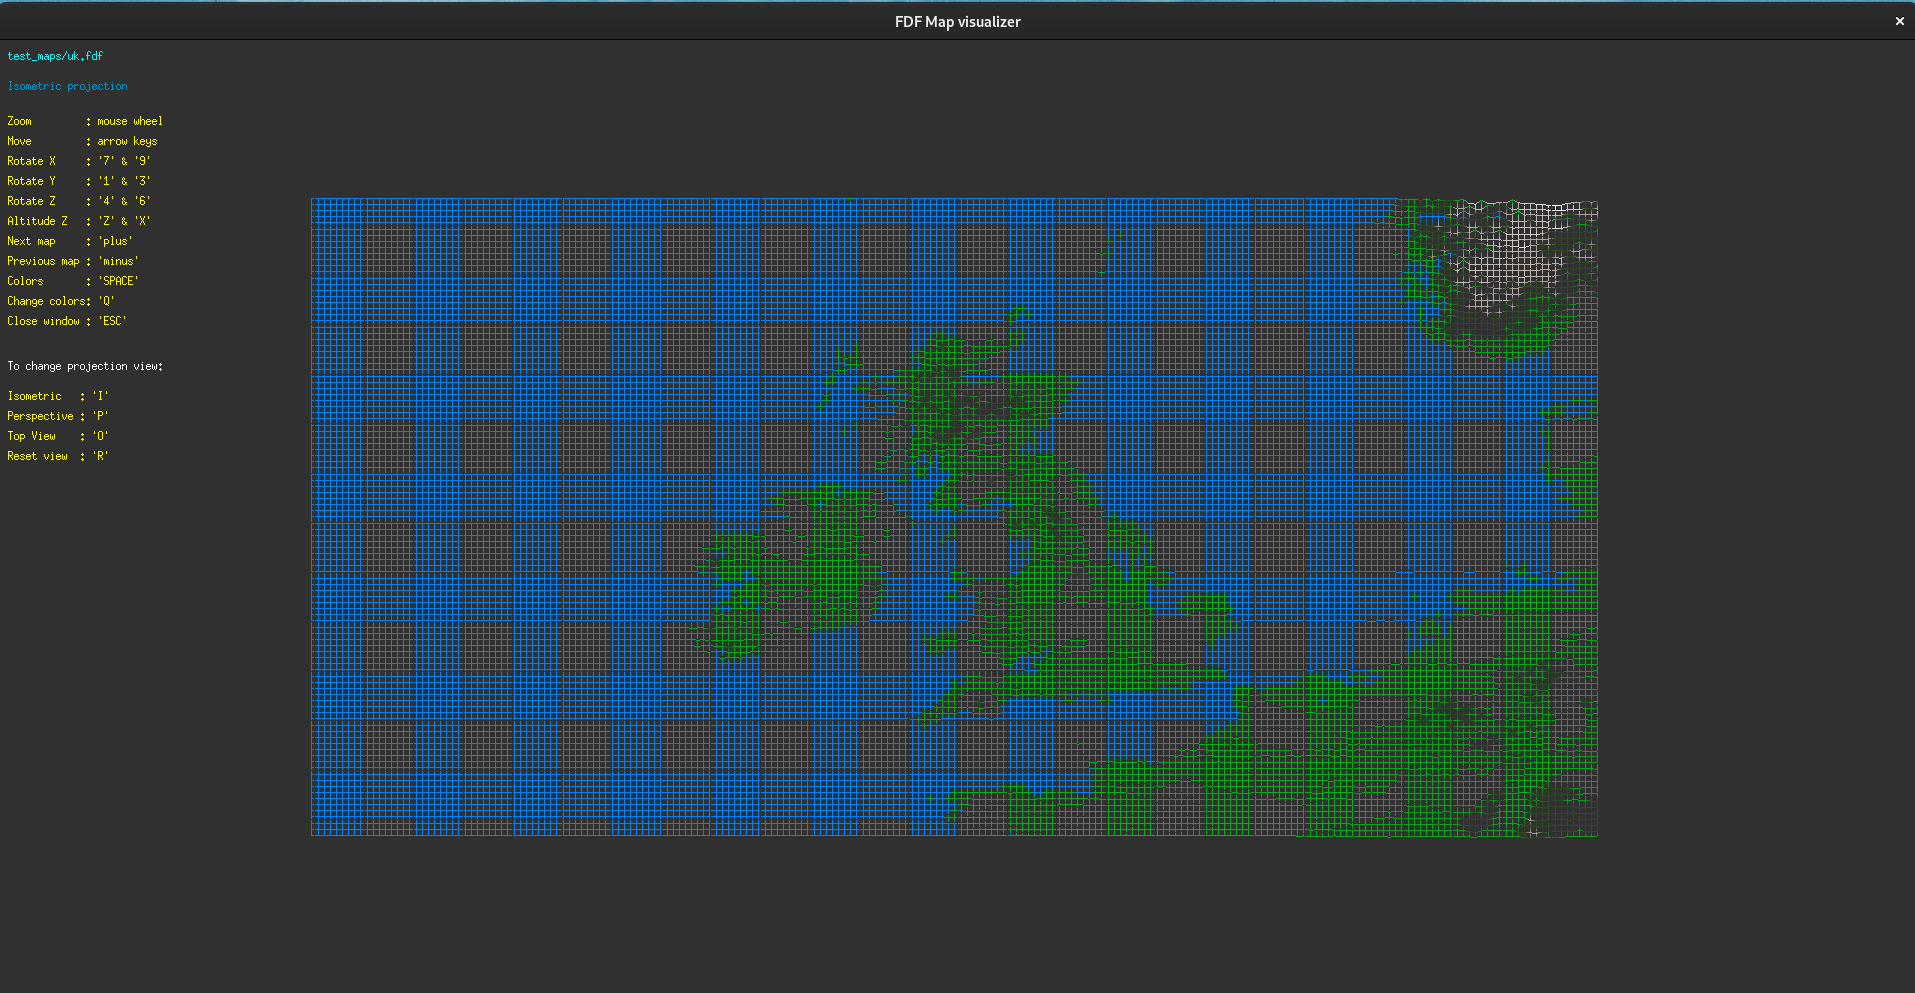 FDF Map visualizer
test_maps/uk.fdf
Isometric projection
Zoom : mouse wheel
Move : arrow keys
Rotate X : '7' & '9'
Rotate Y : '1' & '3'
Rotate Z : '4' & '6'
Altitude Z : 'Z' & 'X'
Next map : 'plus'
Previous map : 'minus'
Colors : 'SPACE'
Change colors: 'Q'
Close window : 'ESC'
To change projection view:
Isometric : 'I'
Perspective : 'P'
Top View : 'O'
Reset view : 'R'